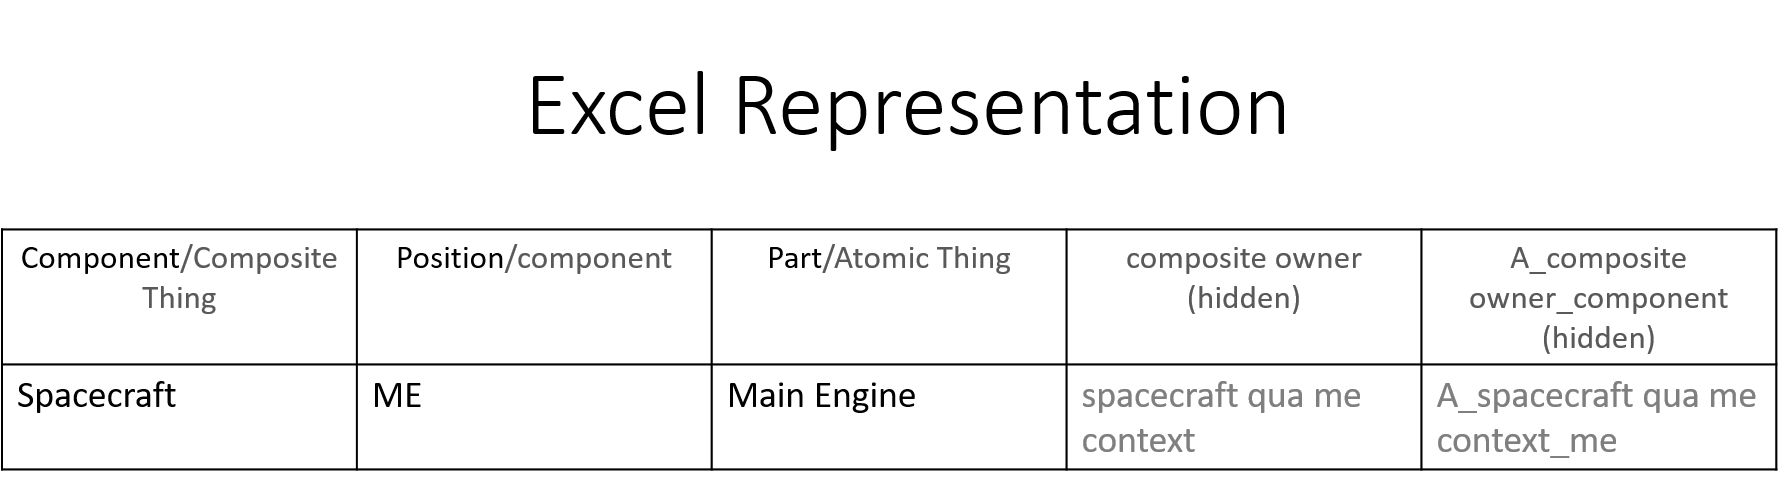 Excel Representation
Component/Composite Thing
Position/component
Part/Atomic Thing
composite owner
(hidden)
A_composite
owner_component
(hidden)
Spacecraft
ME
Main Engine
spacecraft qua me
context
A_spacecraft qua me
context_me